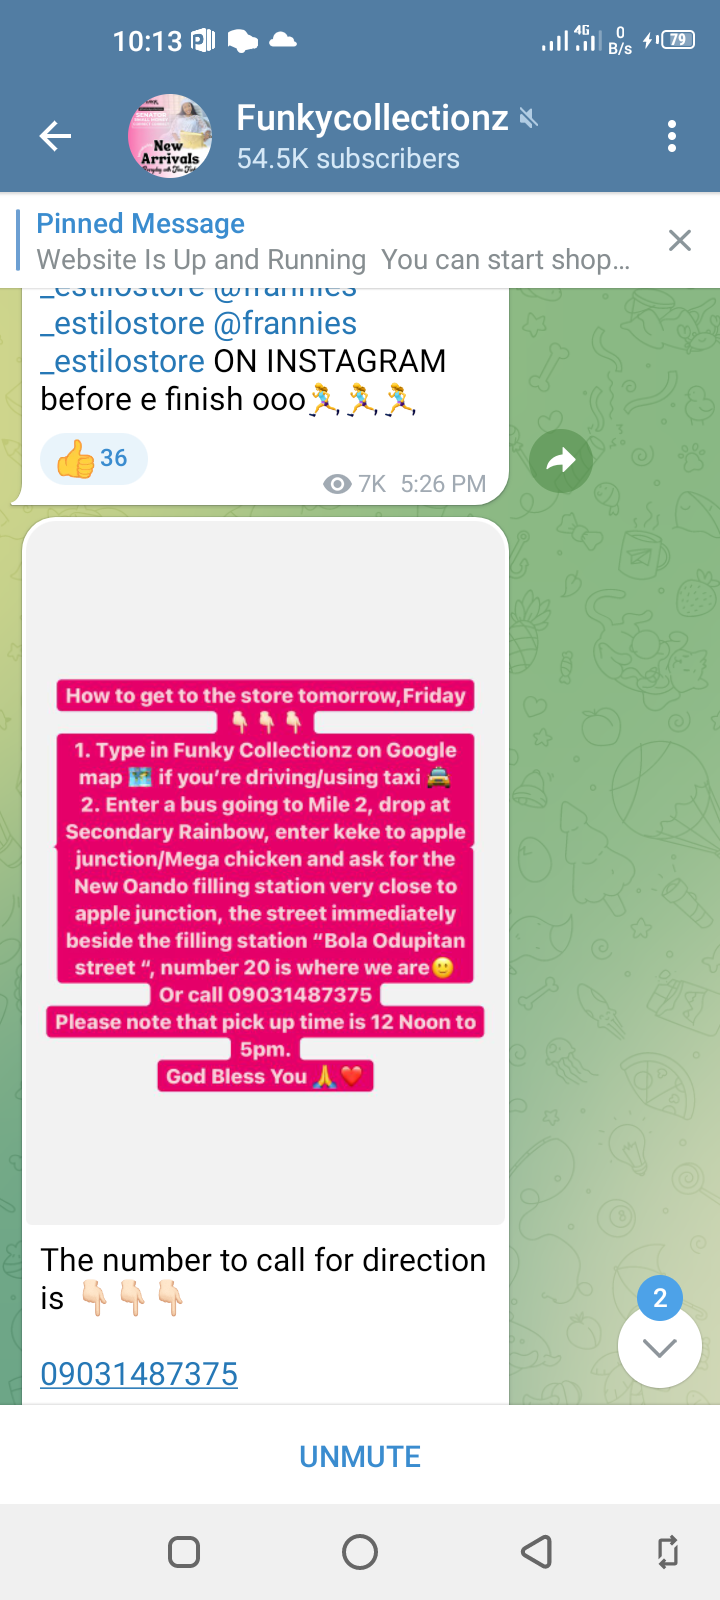 10:13
4G
0
B/s
79
SENATOR
New
Arrivals
Funkycollectionz
54.5K subscribers
Pinned Message
Website Is Up and Running You can start shop...
_estilostore @frannies
_estilostore @frannies
_estilostore ON INSTAGRAM
before e finish ooo🏃‍♀️🏃‍♀️🏃‍♀️
👍 36
7K 5:26 PM
How to get to the store tomorrow,Friday
👇🏻👇🏻👇🏻
1. Type in Funky Collectionz on Google
map 🗺️ if you're driving/using taxi 🚖
2. Enter a bus going to Mile 2, drop at
Secondary Rainbow, enter keke to apple
junction/Mega chicken and ask for the
New Oando filling station very close to
apple junction, the street immediately
beside the filling station “Bola Odupitan
street “, number 20 is where we are🙂
Or call 09031487375
Please note that pick up time is 12 Noon to
5pm.
God Bless You 🙏❤️
The number to call for direction
is 👇🏻👇🏻👇🏻
09031487375
2
UNMUTE